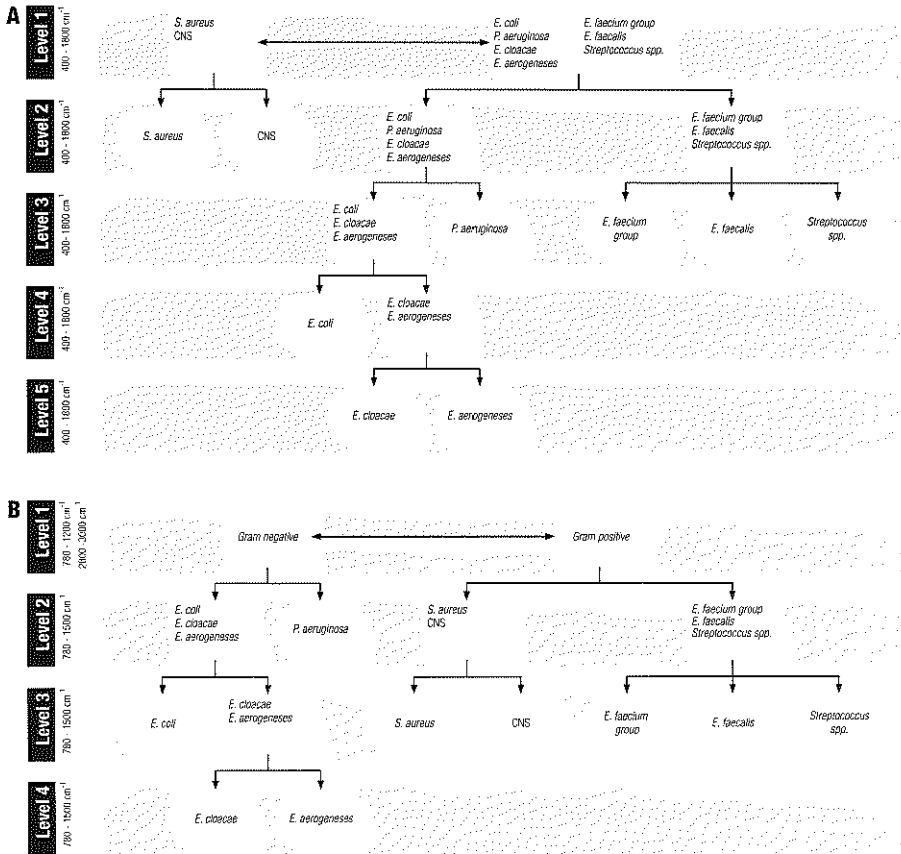 A
Level 1
400 - 1800 cm⁻¹
S. aureus
CNS
E. coli
P. aeruginosa
E. cloacae
E. aerogeneses
E. faecium group
E. faecalis
Streptococcus spp.
Level 2
400 - 1800 cm⁻¹
S. aureus
CNS
E. coli
P. aeruginosa
E. cloacae
E. aerogeneses
E. faecium group
E. faecalis
Streptococcus spp.
Level 3
400 - 1800 cm⁻¹
E. coli
E. cloacae
E. aerogeneses
P. aeruginosa
E. faecium
group
E. faecalis
Streptococcus
spp.
Level 4
400 - 1800 cm⁻¹
E. coli
E. cloacae
E. aerogeneses
Level 5
400 - 1800 cm⁻¹
E. cloacae
E. aerogeneses
B
Level 1
780 - 1200 cm⁻¹
2800 -3000 cm⁻¹
Gram negative
Gram positive
Level 2
780 - 1500 cm⁻¹
E. coli
E. cloacae
E. aerogeneses
P. aeruginosa
S. aureus
CNS
E. faecium group
E. faecalis
Streptococcus spp.
Level 3
780 - 1500 cm⁻¹
E. coli
E. cloacae
E. aerogeneses
S. aureus
CNS
E. faecium
group
E. faecalis
Streptococcus
spp.
Level 4
780 - 1500 cm⁻¹
E. cloacae
E. aerogeneses